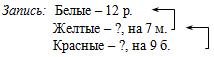 Запись: Белые – 12 р.
Желтые – ?, на 7 м.
Красные – ?, на 9 б.